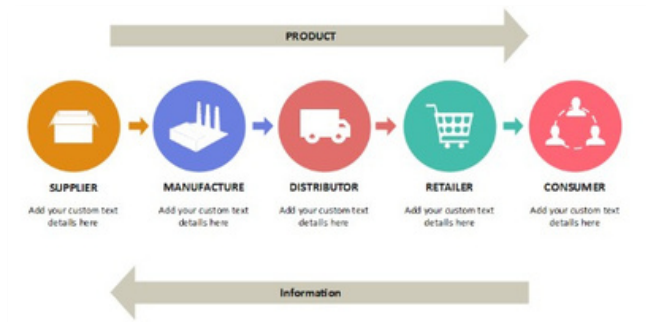 PRODUCT
SUPPLIER
MANUFACTURE
DISTRIBUTOR
RETAILER
CONSUMER
Add your custom text
details here
Add your custom text
details here
Add your custom text
details here
Add your custom text
details here
Add your custom text
details here
Information